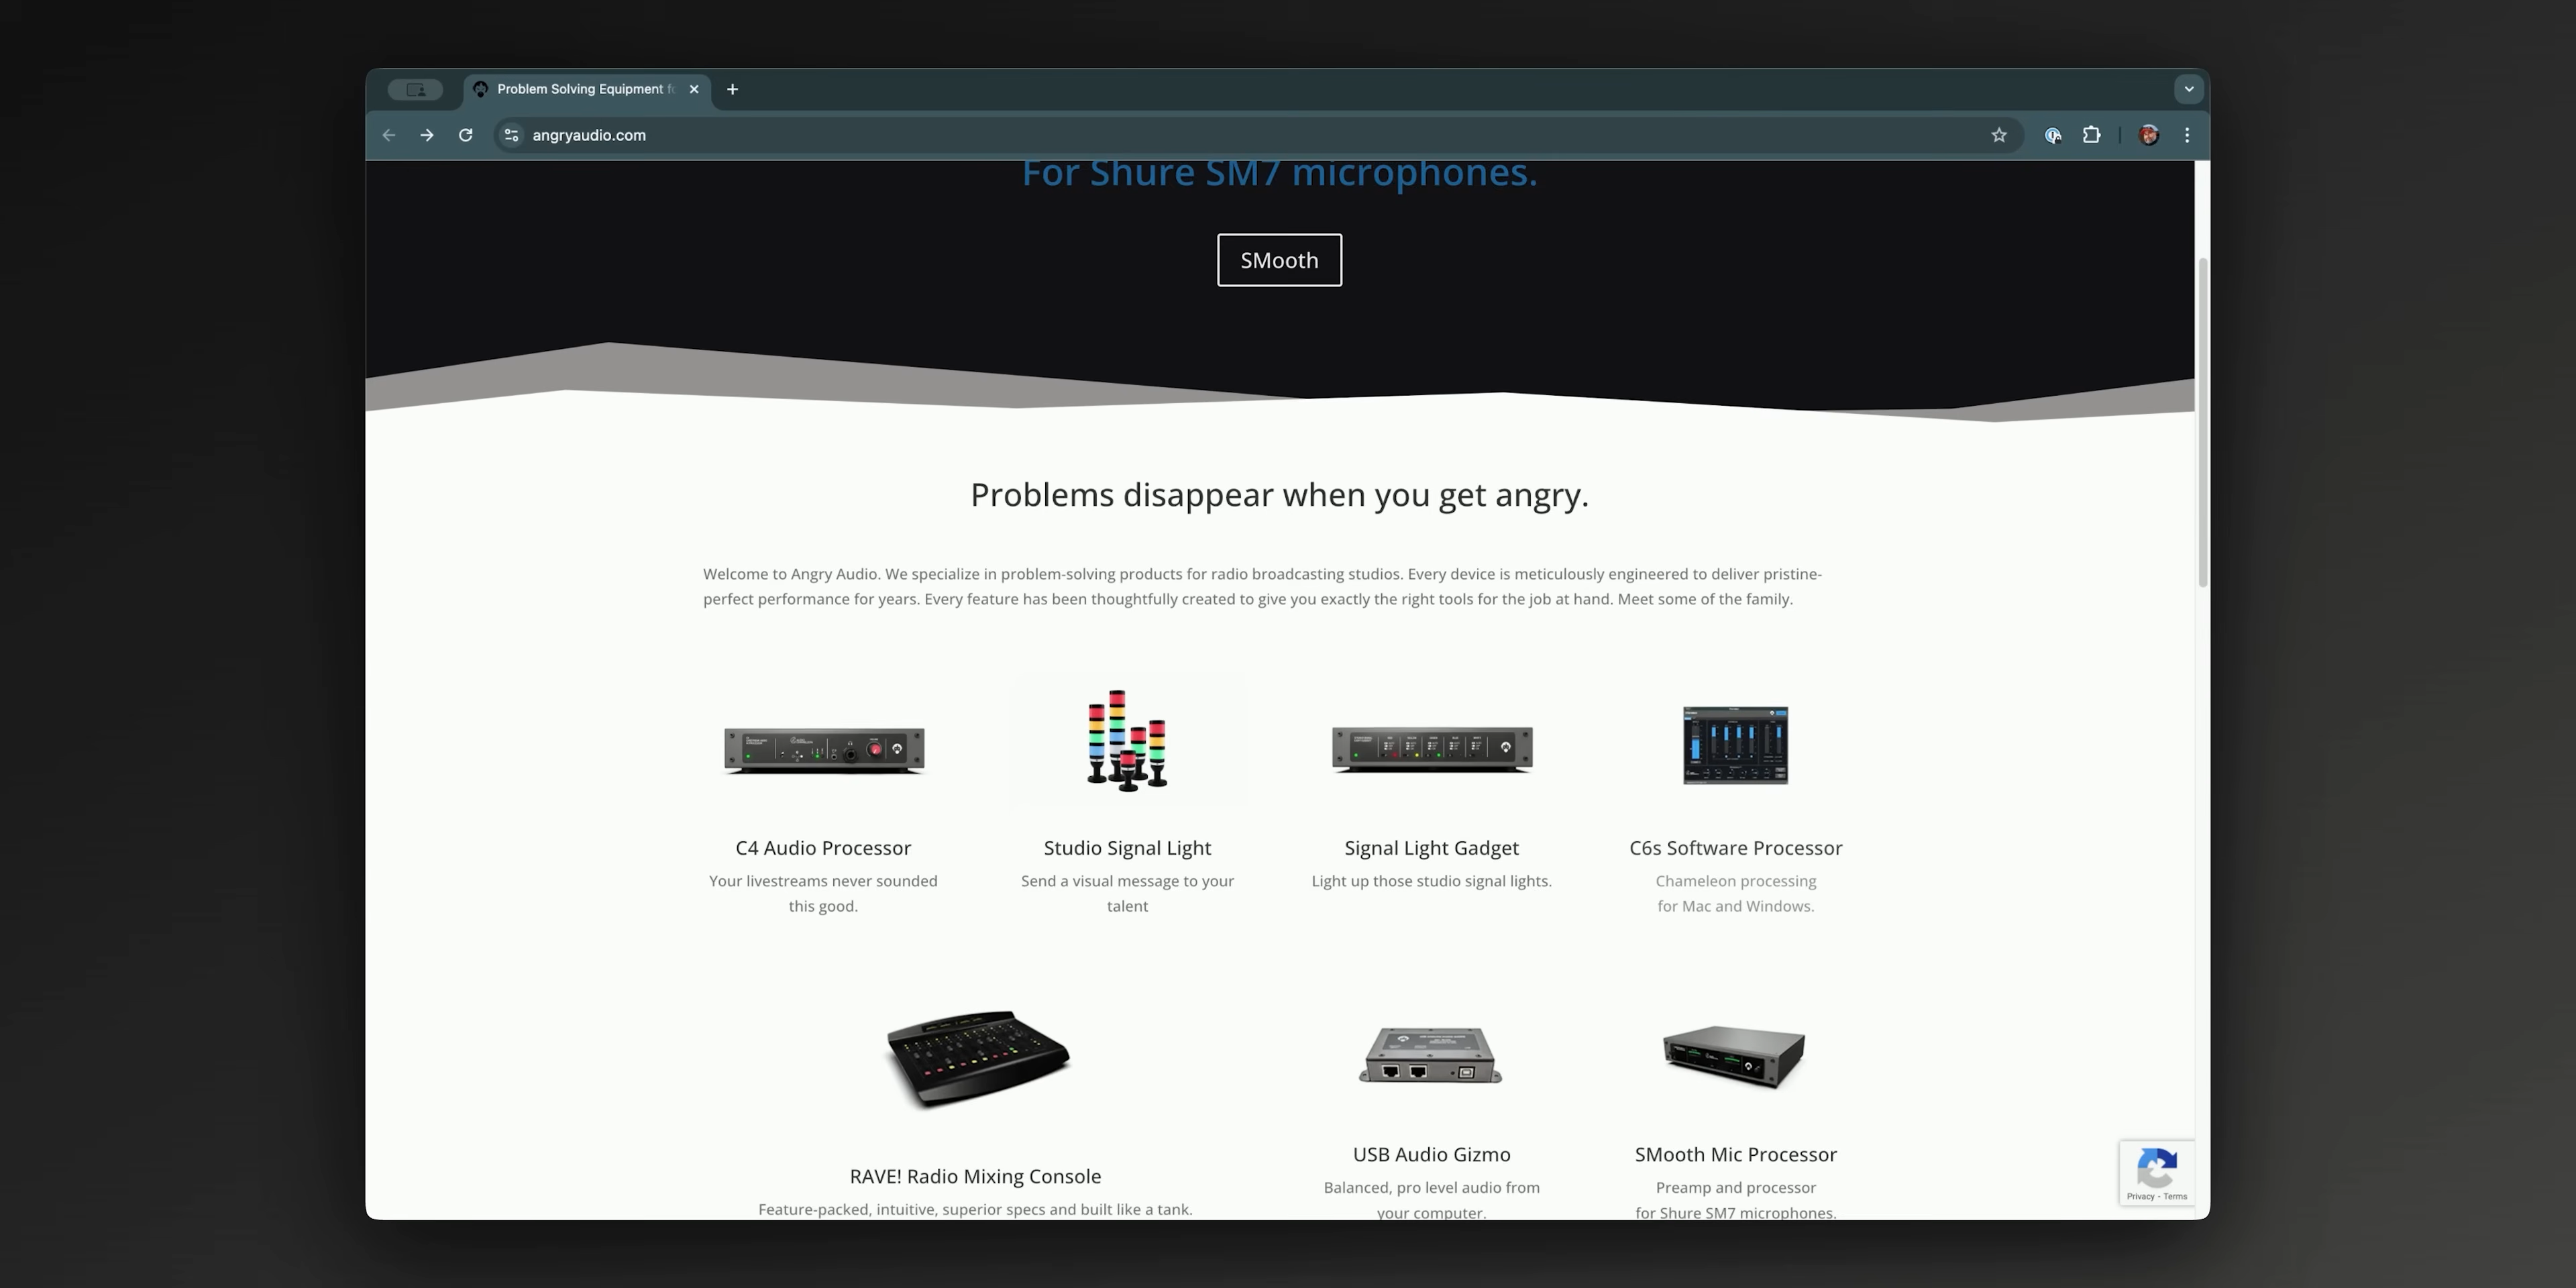 Problem Solving Equipment fo
angryaudio.com
For Shure SM7 microphones.
SMooth
Problems disappear when you get angry.
Welcome to Angry Audio. We specialize in problem-solving products for radio broadcasting studios. Every device is meticulously engineered to deliver pristine-
perfect performance for years. Every feature has been thoughtfully created to give you exactly the right tools for the job at hand. Meet some of the family.
C4 Audio Processor
Your livestreams never sounded
this good.
Studio Signal Light
Send a visual message to your
talent
Signal Light Gadget
Light up those studio signal lights.
C6s Software Processor
Chameleon processing
for Mac and Windows.
RAVE! Radio Mixing Console
Feature-packed, intuitive, superior specs and built like a tank.
USB Audio Gizmo
Balanced, pro level audio from
your computer.
SMooth Mic Processor
Preamp and processor
for Shure SM7 microphones.
Privacy - Terms